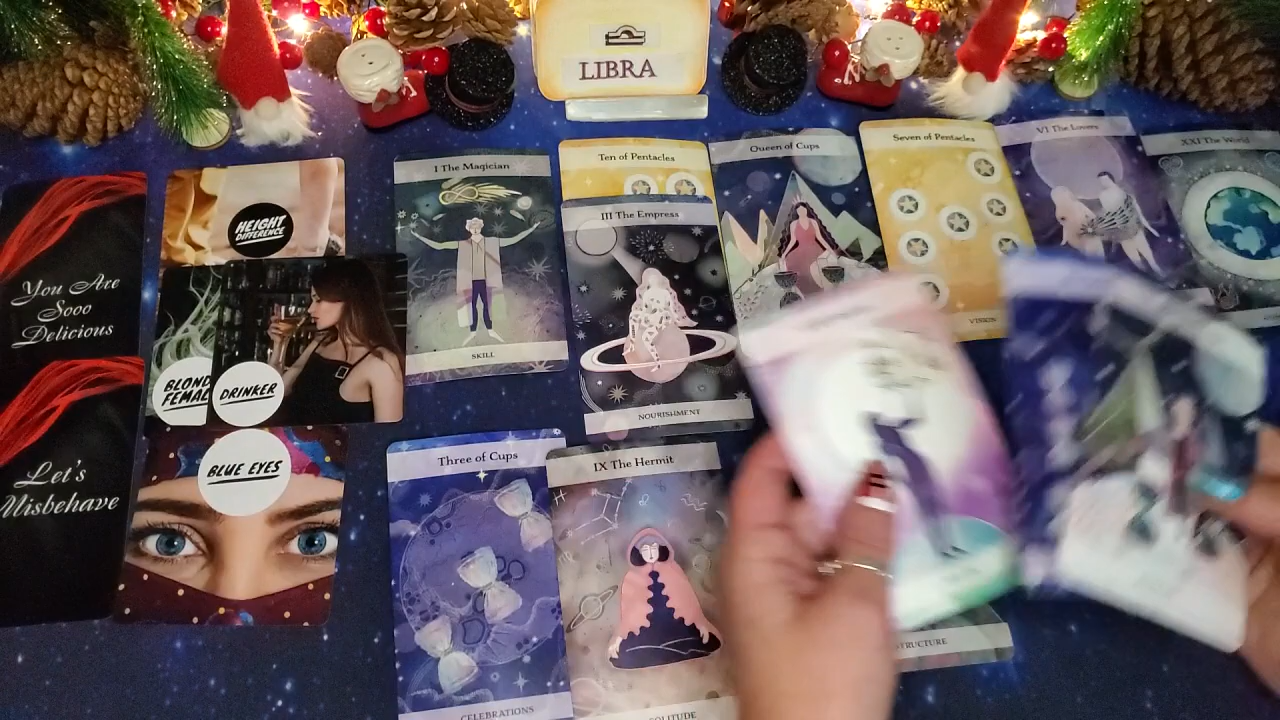 LIBRA
You Are
Sooo
Delicious
Let's
Misbehave
HEIGHT
DIFFERENCE
BLOND
FEMAL
DRINKER
BLUE EYES
I The Magician
SKILL
Ten of Pentacles
III The Empress
NOURISHMENT
Queen of Cups
Seven of Pentacles
VISION
VI The Lovers
XXI The World
Three of Cups
CELEBRATIONS
IX The Hermit
SOLITUDE
STRUCTURE